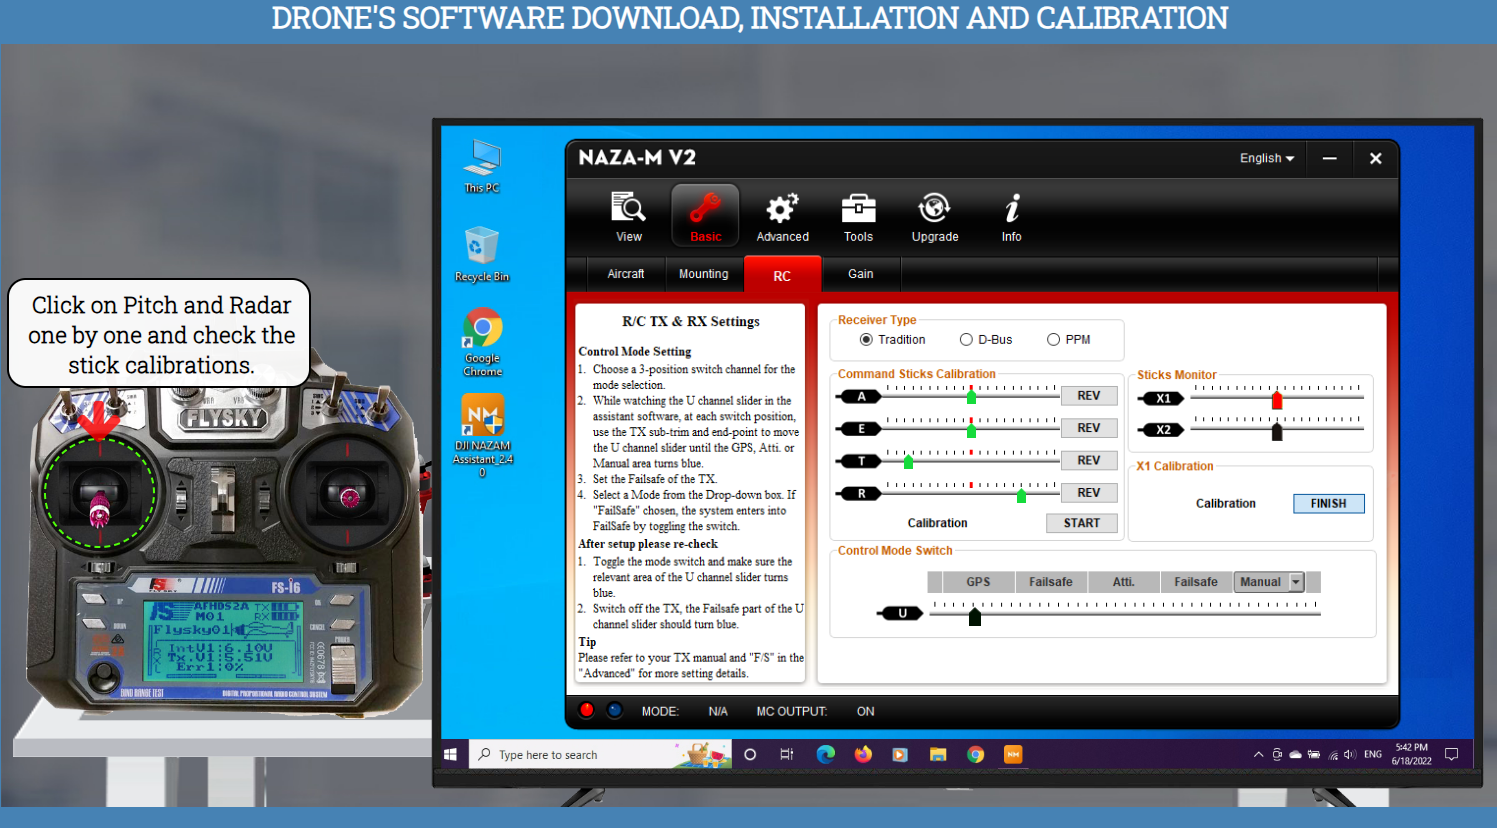 DRONE'S SOFTWARE DOWNLOAD, INSTALLATION AND CALIBRATION
Click on Pitch and Radar
one by one and check the
stick calibrations.
FLYSKY
FS-i6
AFHDS2A TX
M01 RX
Flysky01
IntV1:6.10V
Tx.V1:5.51V
Err1:0%
DIGITAL PROPORTIONAL RADIO CONTROL SYSTEM
This PC
Recycle Bin
Google
Chrome
DJI NAZAM
Assistant_2.4
0
NAZA-M V2
English
View
Basic
Advanced
Tools
Upgrade
Info
Aircraft
Mounting
RC
Gain
R/C TX & RX Settings
Control Mode Setting
1. Choose a 3-position switch channel for the
mode selection.
2. While watching the U channel slider in the
assistant software, at each switch position,
use the TX sub-trim and end-point to move
the U channel slider until the GPS, Atti. or
Manual area turns blue.
3. Set the Failsafe of the TX.
4. Select a Mode from the Drop-down box. If
"FailSafe" chosen, the system enters into
FailSafe by toggling the switch.
After setup please re-check
1. Toggle the mode switch and make sure the
relevant area of the U channel slider turns
blue.
2. Switch off the TX, the Failsafe part of the U
channel slider should turn blue.
Tip
Please refer to your TX manual and "F/S" in the
"Advanced" for more setting details.
Receiver Type
Tradition
D-Bus
PPM
Command Sticks Calibration
A REV
E REV
T REV
R REV
Calibration START
Sticks Monitor
X1
X2
X1 Calibration
Calibration FINISH
Control Mode Switch
GPS Failsafe Atti. Failsafe Manual
U
MODE: N/A MC OUTPUT: ON
Type here to search
ENG
5:42 PM
6/18/2022